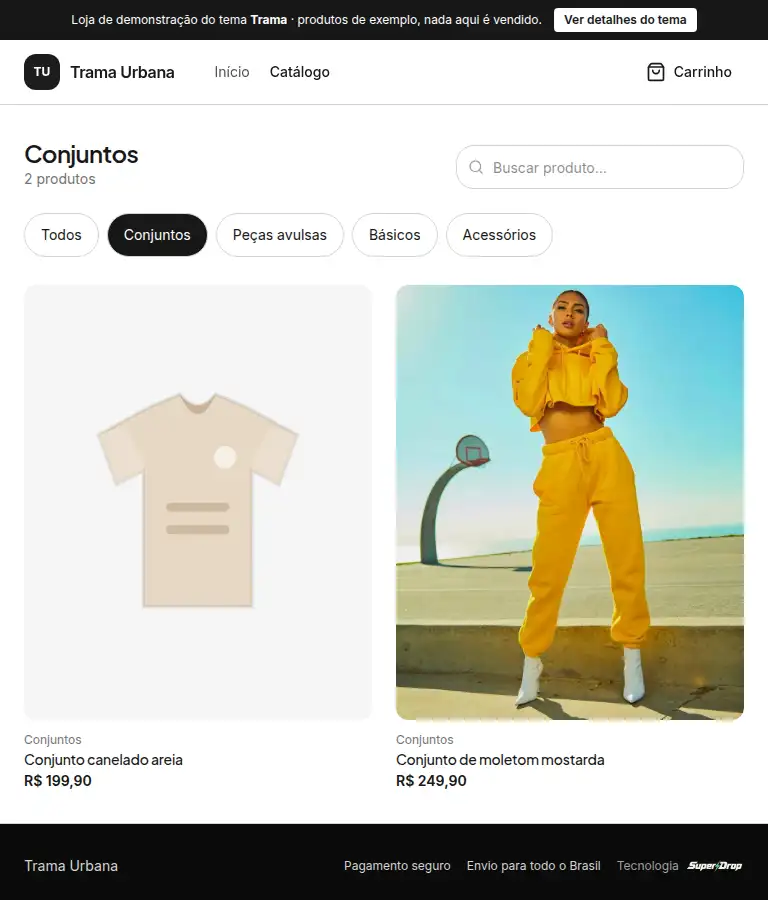 Loja de demonstração do tema Trama · produtos de exemplo, nada aqui é vendido. Ver detalhes do tema
TU Trama Urbana Início Catálogo Carrinho
Conjuntos
2 produtos
Buscar produto...
Todos Conjuntos Peças avulsas Básicos Acessórios
Conjuntos
Conjunto canelado areia
R$ 199,90
Conjuntos
Conjunto de moletom mostarda
R$ 249,90
Trama Urbana Pagamento seguro Envio para todo o Brasil Tecnologia SuperDrop